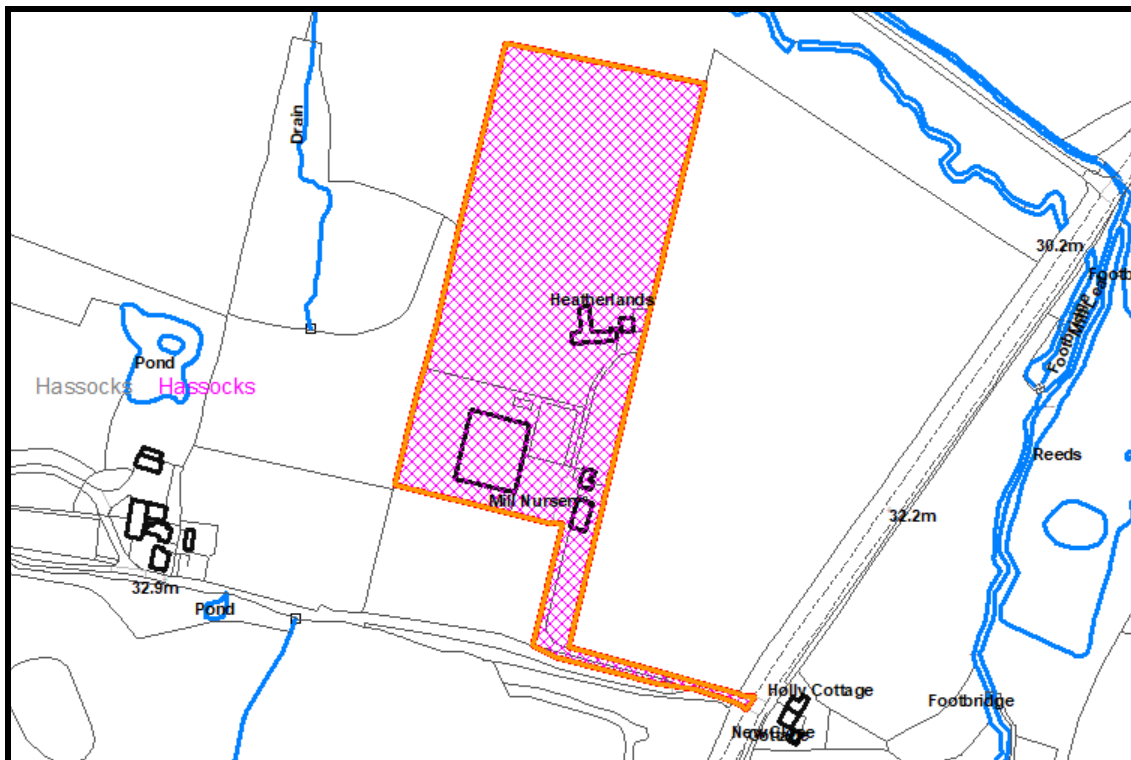 Drain
30.2m
Heatherlands
Pond
Hassocks
Hassocks
Reeds
Mill Nursery
32.2m
32.9m
Pond
Holly Cottage
Footbridge